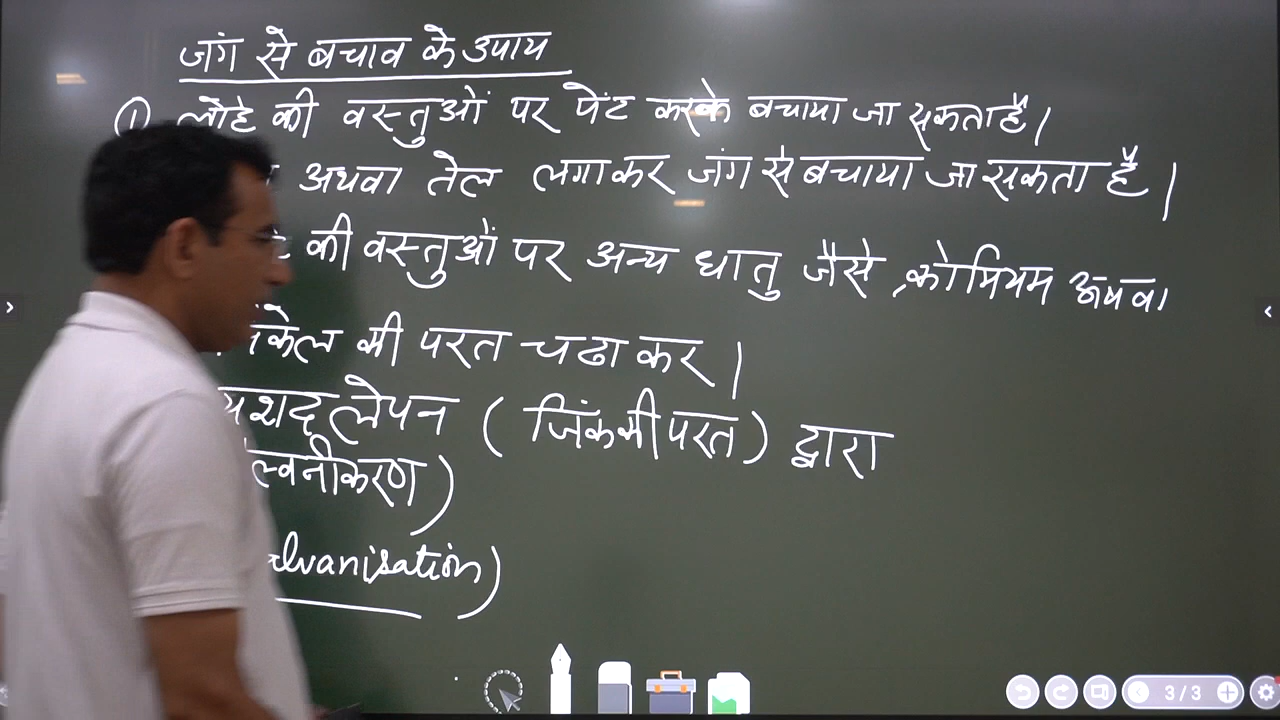 जंग से बचाव के उपाय
① लोहे की वस्तुओं पर पेंट करके बचाया जा सकता है।
अथवा तेल लगाकर जंग से बचाया जा सकता है।
की वस्तुओं पर अन्य धातु जैसे, क्रोमियम अथवा
की परत चढा कर।
यशदलेपन (जिंक की परत) द्वारा
ल्वनीकरण)
alvanisation)
3/3